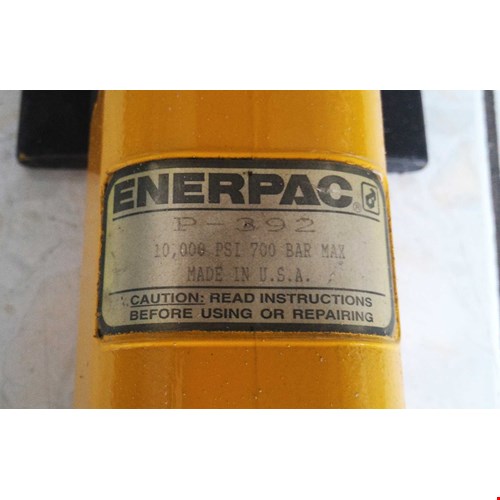 ENERPAC®
P-392
10,000 PSI 700 BAR MAX
MADE IN U.S.A.
CAUTION: READ INSTRUCTIONS
BEFORE USING OR REPAIRING